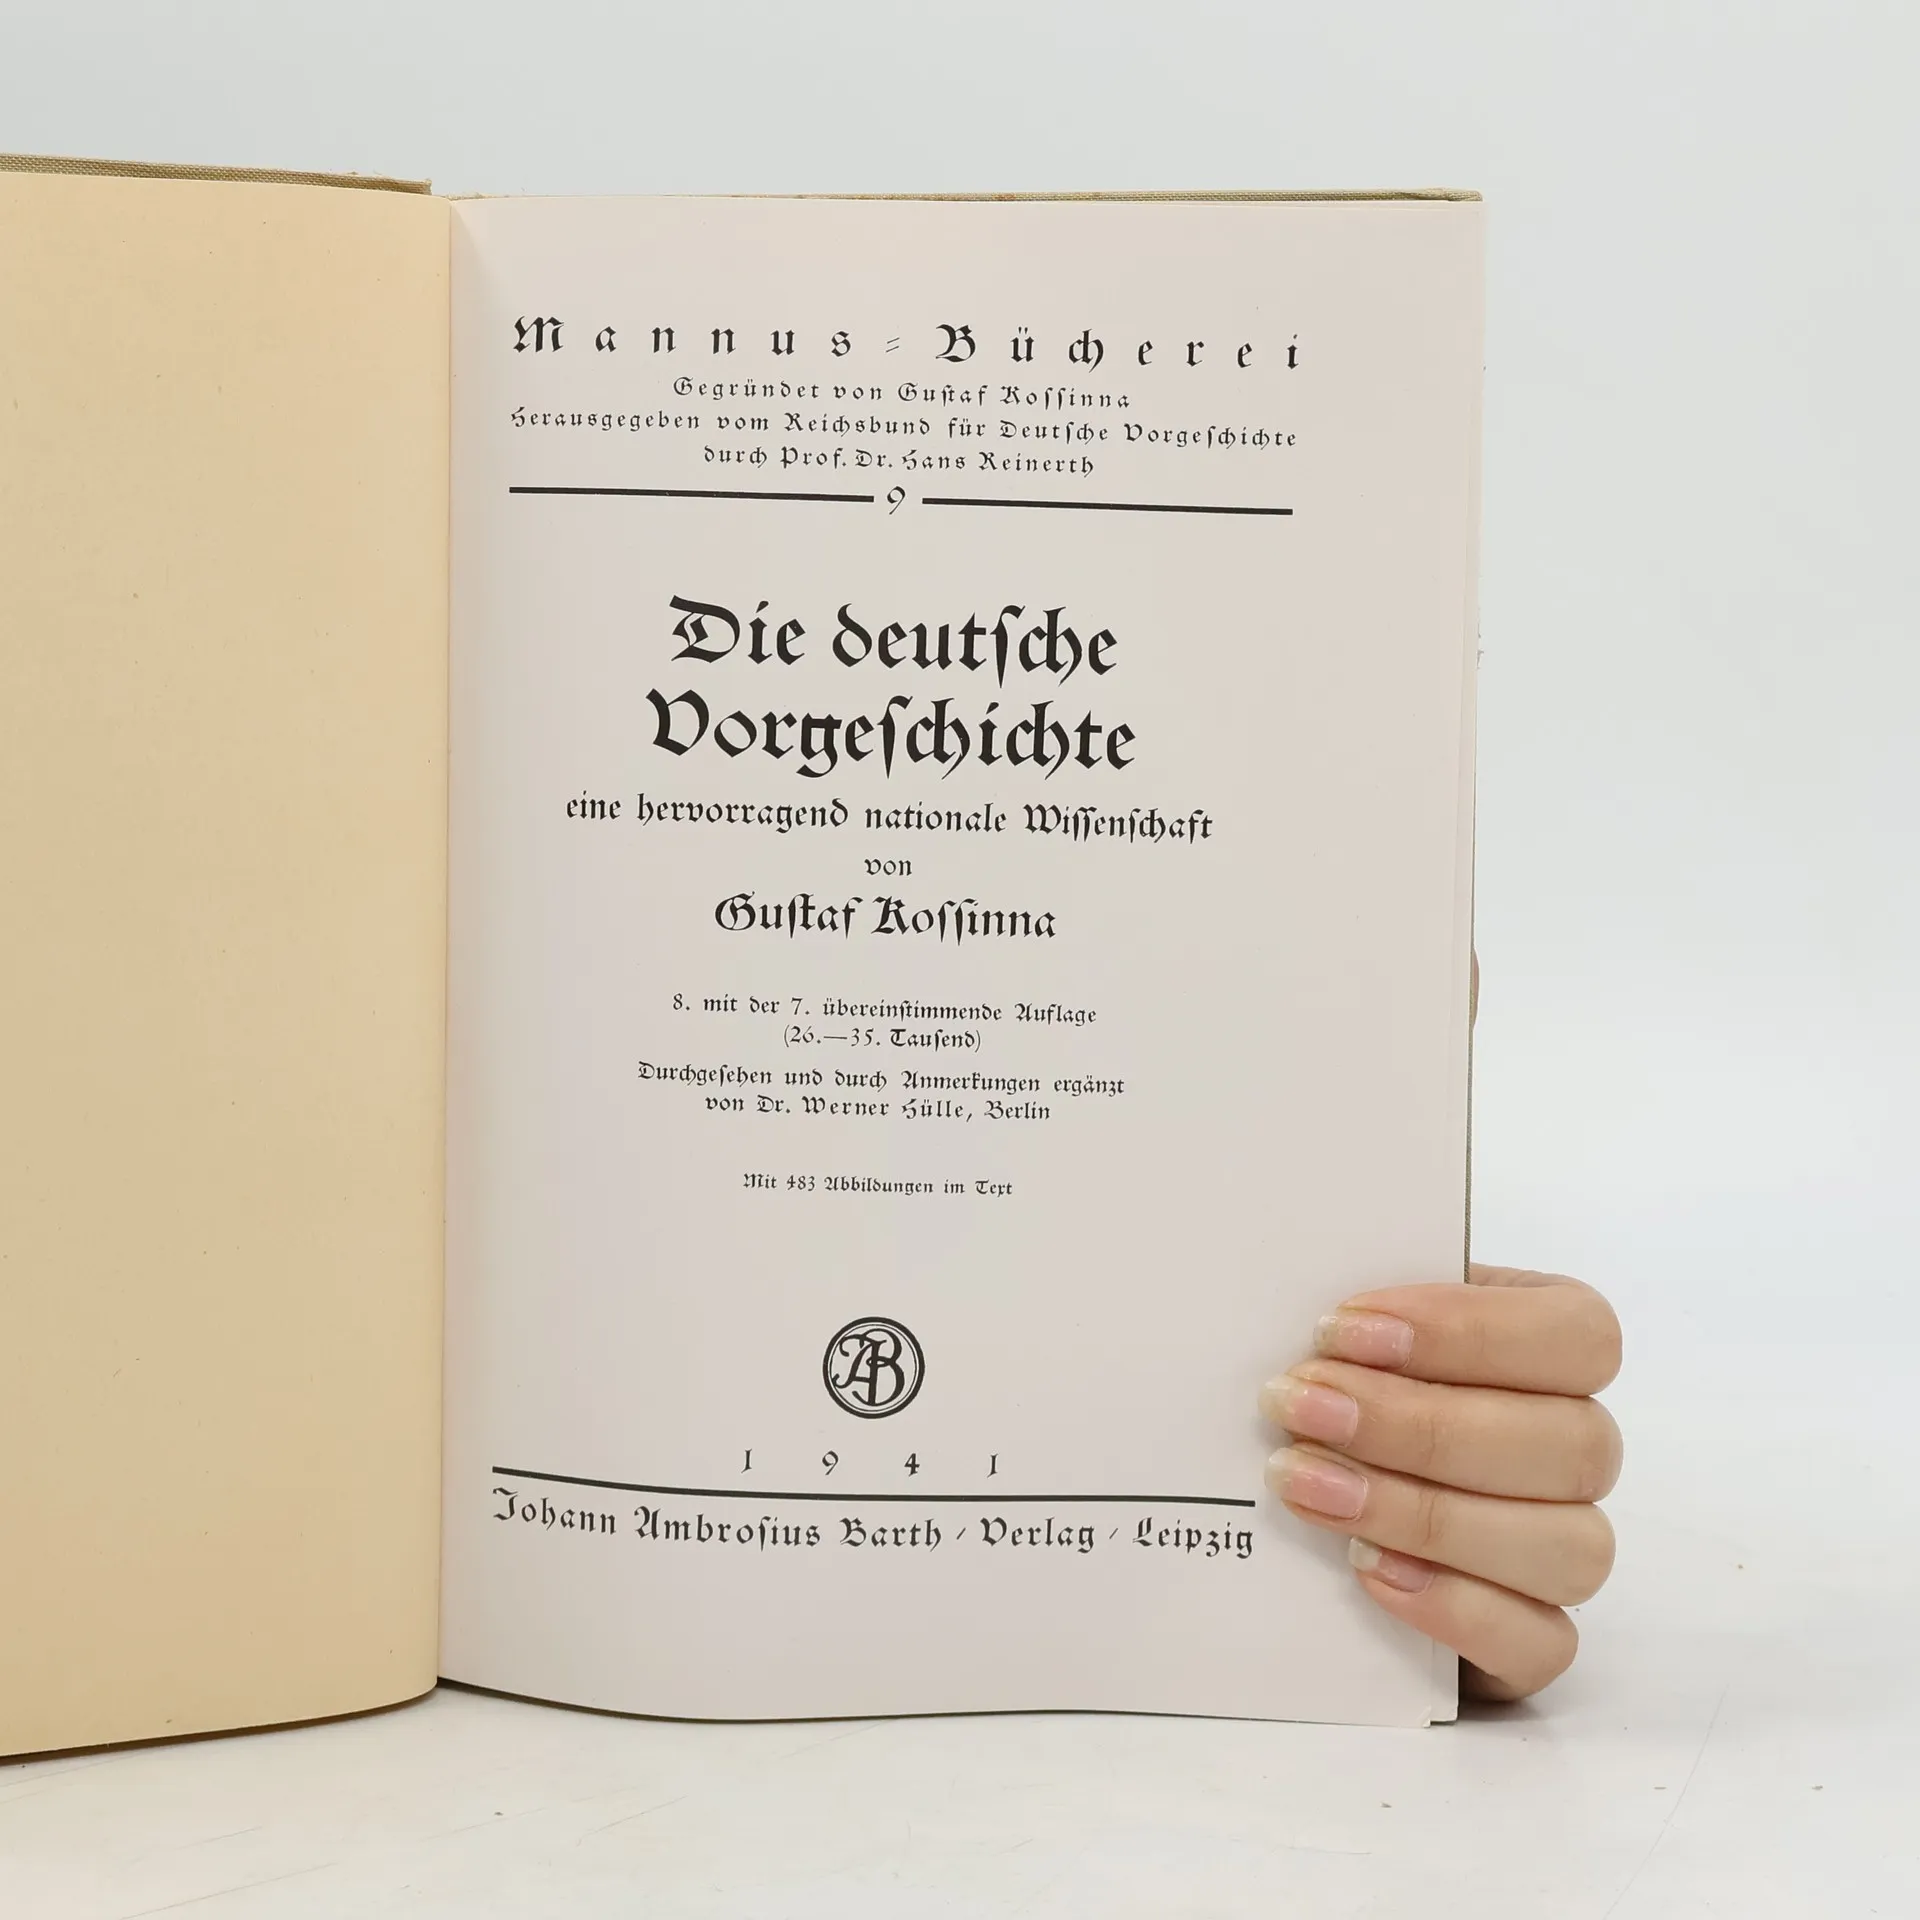 Mannus-Bücherei
Gegründet von Guſtaf Koſſinna
Herausgegeben vom Reichsbund für Deutſche Vorgeſchichte
durch Prof. Dr. Hans Reinerth
9
Die deutſche
Vorgeſchichte
eine hervorragend nationale Wiſſenſchaft
von
Guſtaf Koſſinna
8. mit der 7. übereinſtimmende Auflage
(26.—35. Tauſend)
Durchgeſehen und durch Anmerkungen ergänzt
von Dr. Werner Hülle, Berlin
Mit 483 Abbildungen im Text
JAB
1941
Johann Ambroſius Barth / Verlag / Leipzig